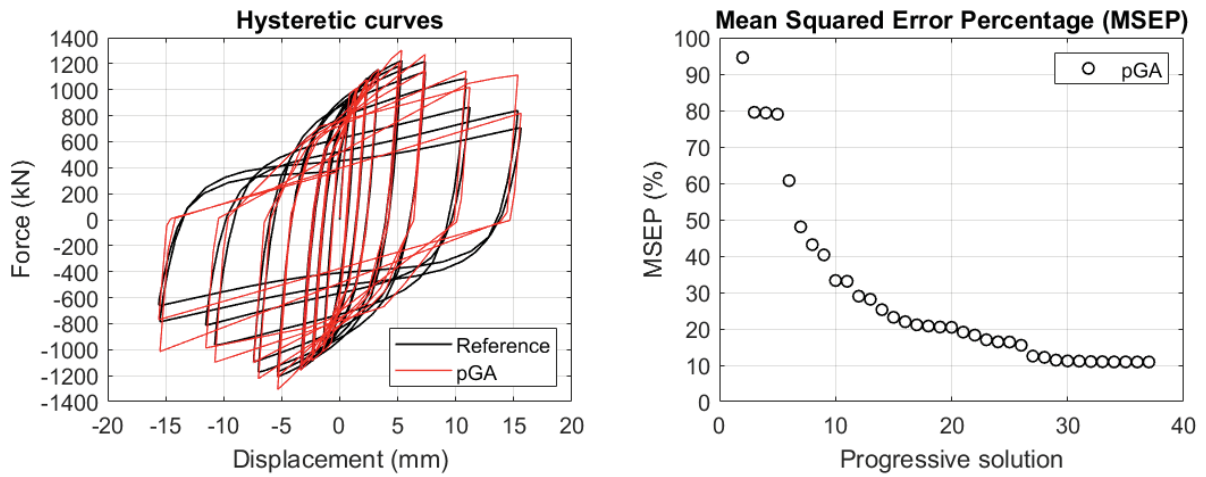 Hysteretic curves
1400
1200
1000
800
600
400
200
0
-200
-400
-600
-800
-1000
-1200
-1400
Force (kN)
-20 -15 -10 -5 0 5 10 15 20
Displacement (mm)
Reference
pGA
Mean Squared Error Percentage (MSEP)
100
90
80
70
60
50
40
30
20
10
0
MSEP (%)
0 10 20 30 40
Progressive solution
pGA